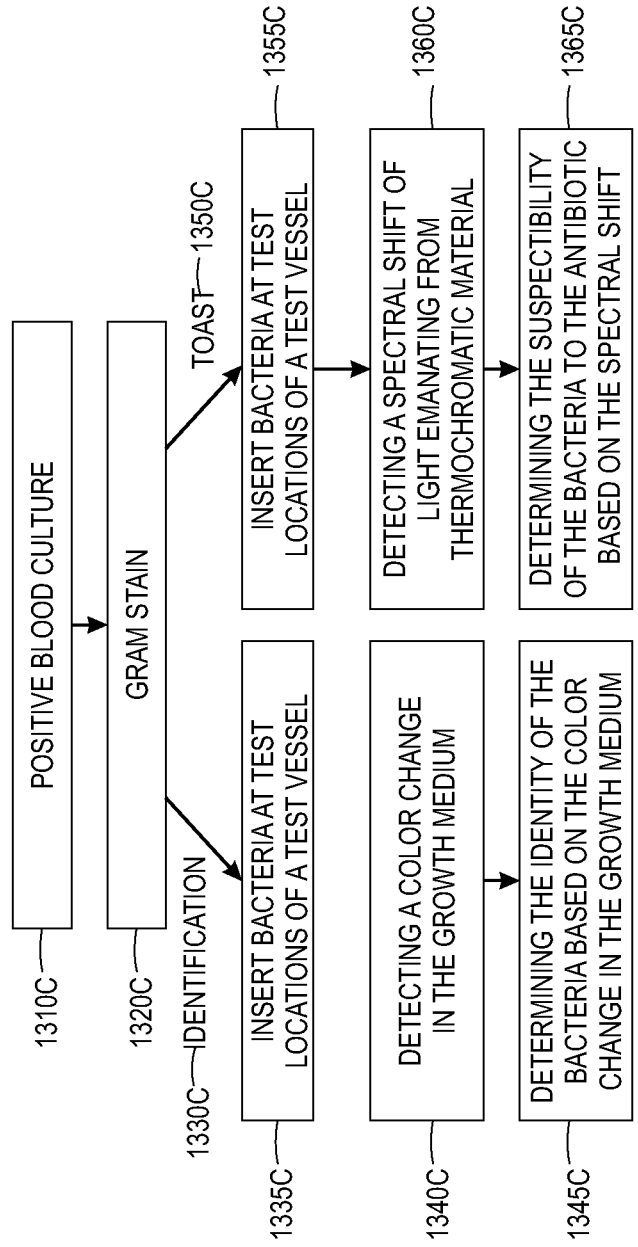 POSITIVE BLOOD CULTURE
1310C
GRAM STAIN
1320C
1330C
IDENTIFICATION
TOAST
1350C
INSERT BACTERIA AT TEST
LOCATIONS OF A TEST VESSEL
1335C
INSERT BACTERIA AT TEST
LOCATIONS OF A TEST VESSEL
1355C
DETECTING A COLOR CHANGE
IN THE GROWTH MEDIUM
1340C
DETECTING A SPECTRAL SHIFT OF
LIGHT EMANATING FROM
THERMOCHROMATIC MATERIAL
1360C
DETERMINING THE IDENTITY OF THE
BACTERIA BASED ON THE COLOR
CHANGE IN THE GROWTH MEDIUM
1345C
DETERMINING THE SUSPECTIBILITY
OF THE BACTERIA TO THE ANTIBIOTIC
BASED ON THE SPECTRAL SHIFT
1365C